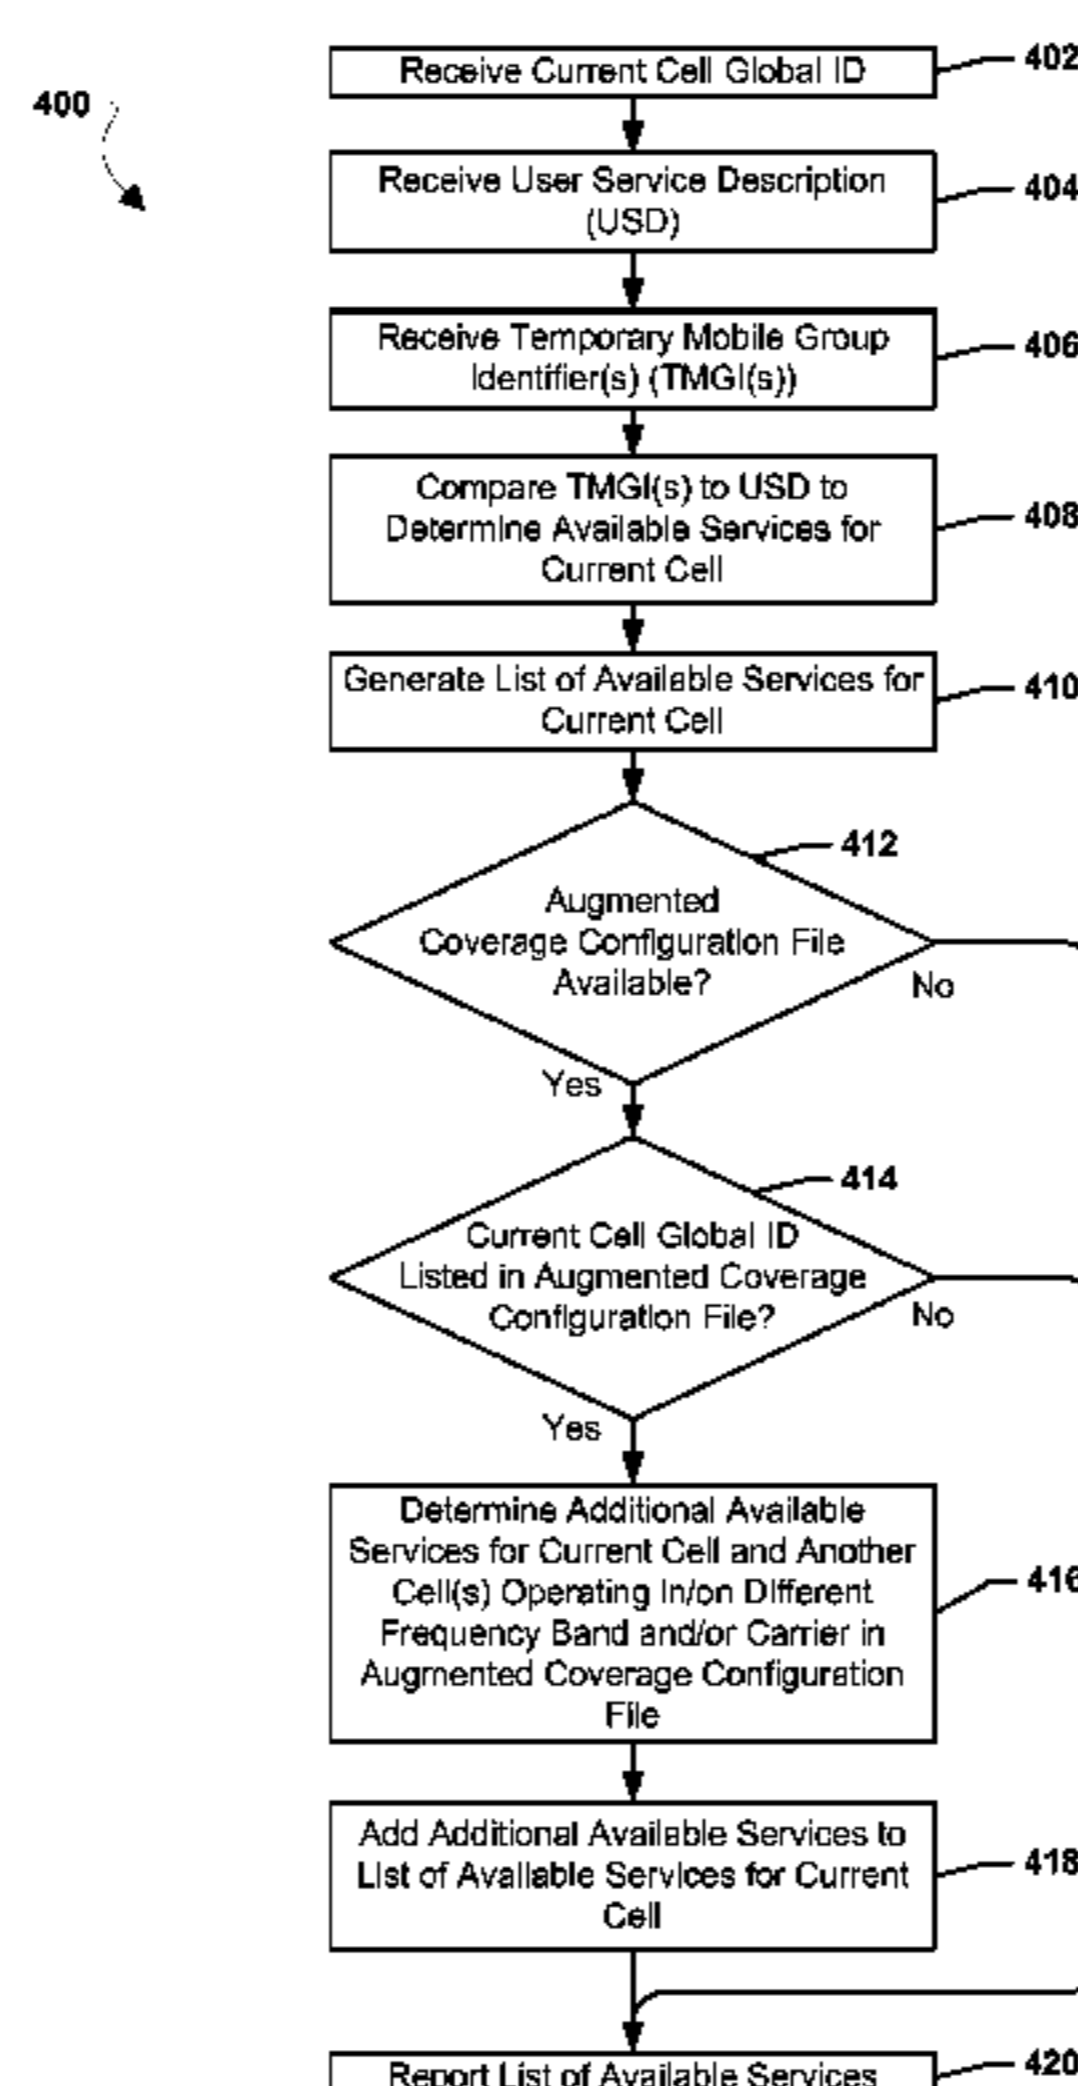 400
Receive Current Cell Global ID
402
Receive User Service Description
(USD)
404
Receive Temporary Mobile Group
Identifier(s) (TMGI(s))
406
Compare TMGI(s) to USD to
Determine Available Services for
Current Cell
408
Generate List of Available Services for
Current Cell
410
Augmented
Coverage Configuration File
Available?
412
No
Yes
Current Cell Global ID
Listed in Augmented Coverage
Configuration File?
414
No
Yes
Determine Additional Available
Services for Current Cell and Another
Cell(s) Operating In/on Different
Frequency Band and/or Carrier in
Augmented Coverage Configuration
File
416
Add Additional Available Services to
List of Available Services for Current
Cell
418
Report List of Available Services
420